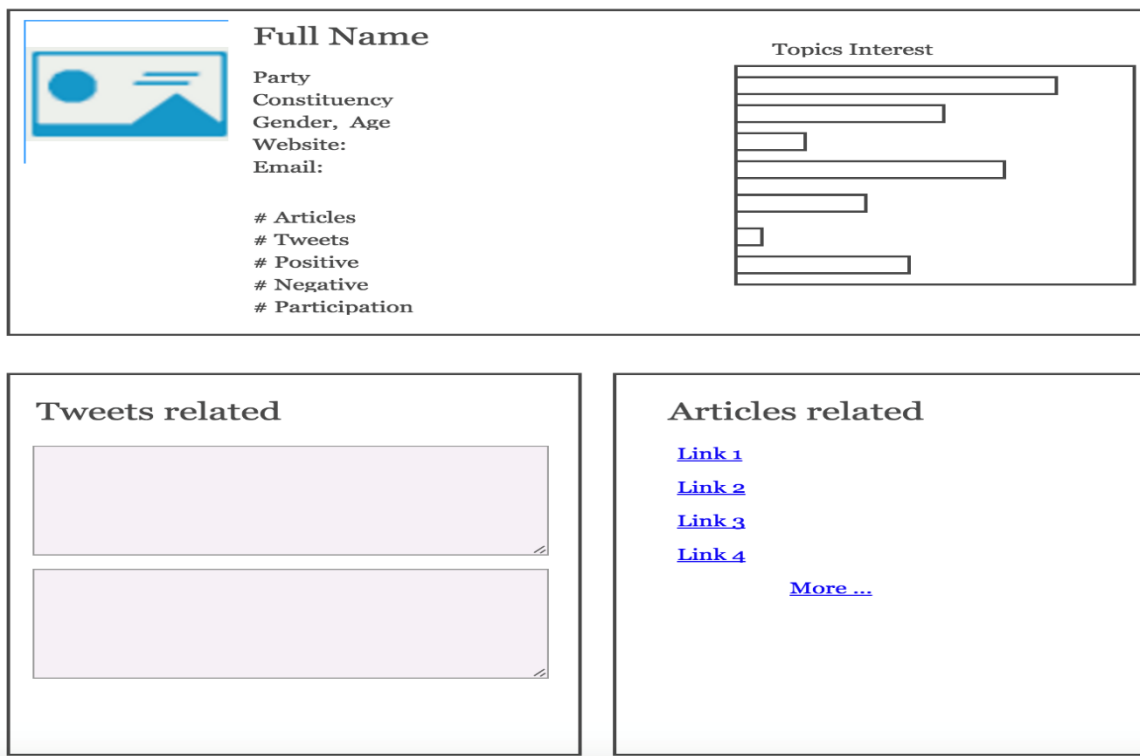 Full Name
Party
Constituency
Gender, Age
Website:
Email:
# Articles
# Tweets
# Positive
# Negative
# Participation
Topics Interest
Tweets related
Articles related
Link 1
Link 2
Link 3
Link 4
More ...